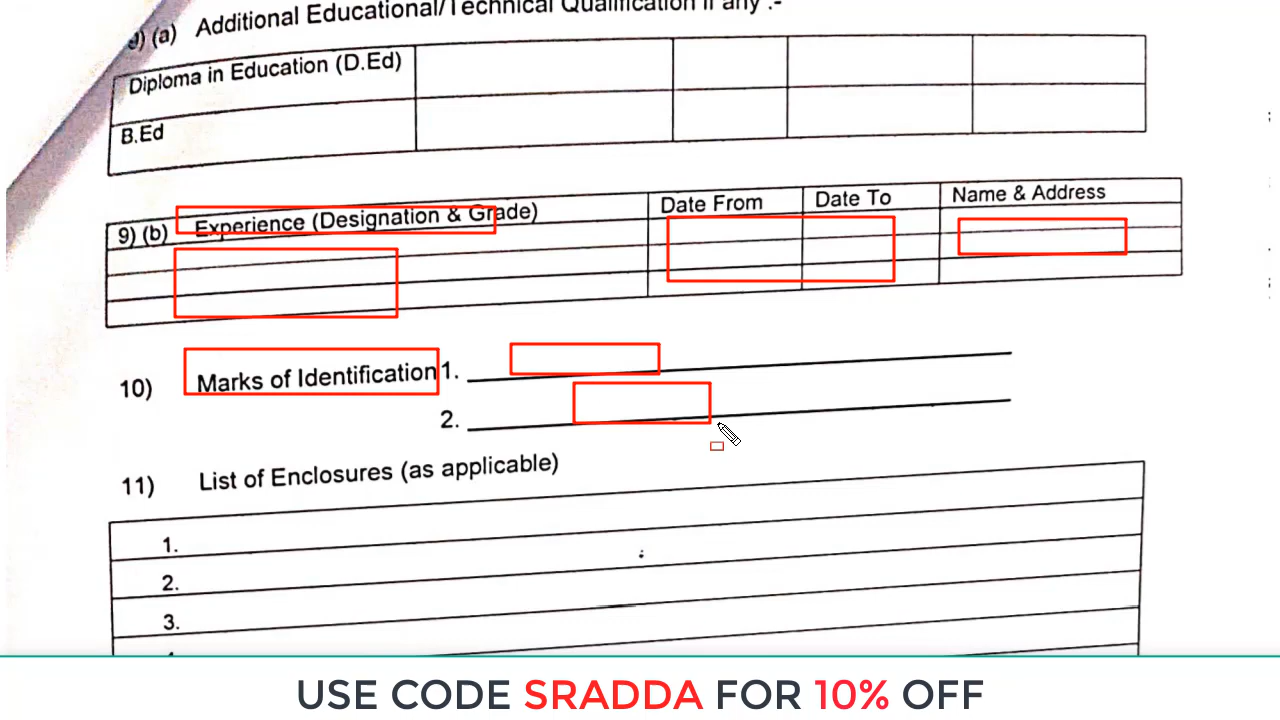 9) (a) Additional Educational/Technical Qualification if any :-
Diploma in Education (D.Ed)
B.Ed
9) (b) Experience (Designation & Grade) Date From Date To Name & Address
10) Marks of Identification 1.
2.
11) List of Enclosures (as applicable)
1.
2.
3.
USE CODE SRADDA FOR 10% OFF